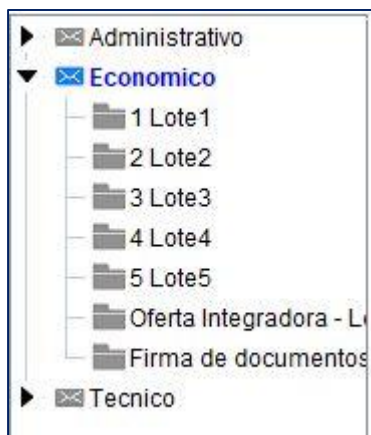 Administrativo
Economico
1 Lote1
2 Lote2
3 Lote3
4 Lote4
5 Lote5
Oferta Integradora -
Firma de documentos
Tecnico